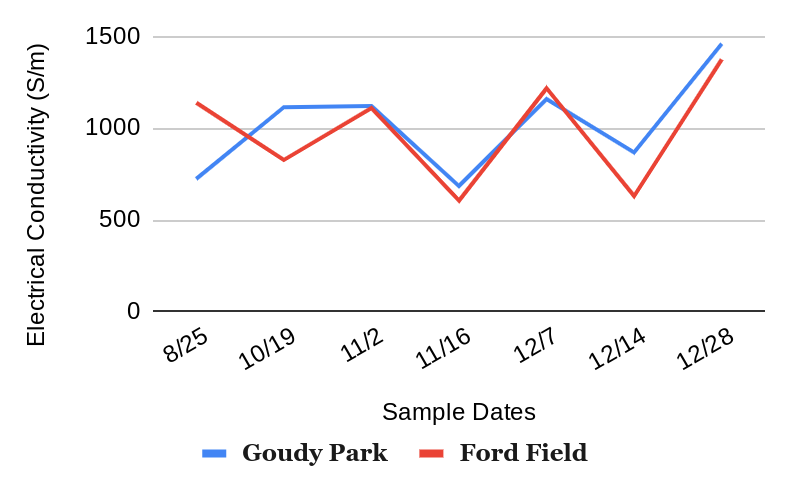 Electrical Conductivity (S/m)
1500
1000
500
0
8/25 10/19 11/2 11/16 12/7 12/14 12/28
Sample Dates
Goudy Park Ford Field